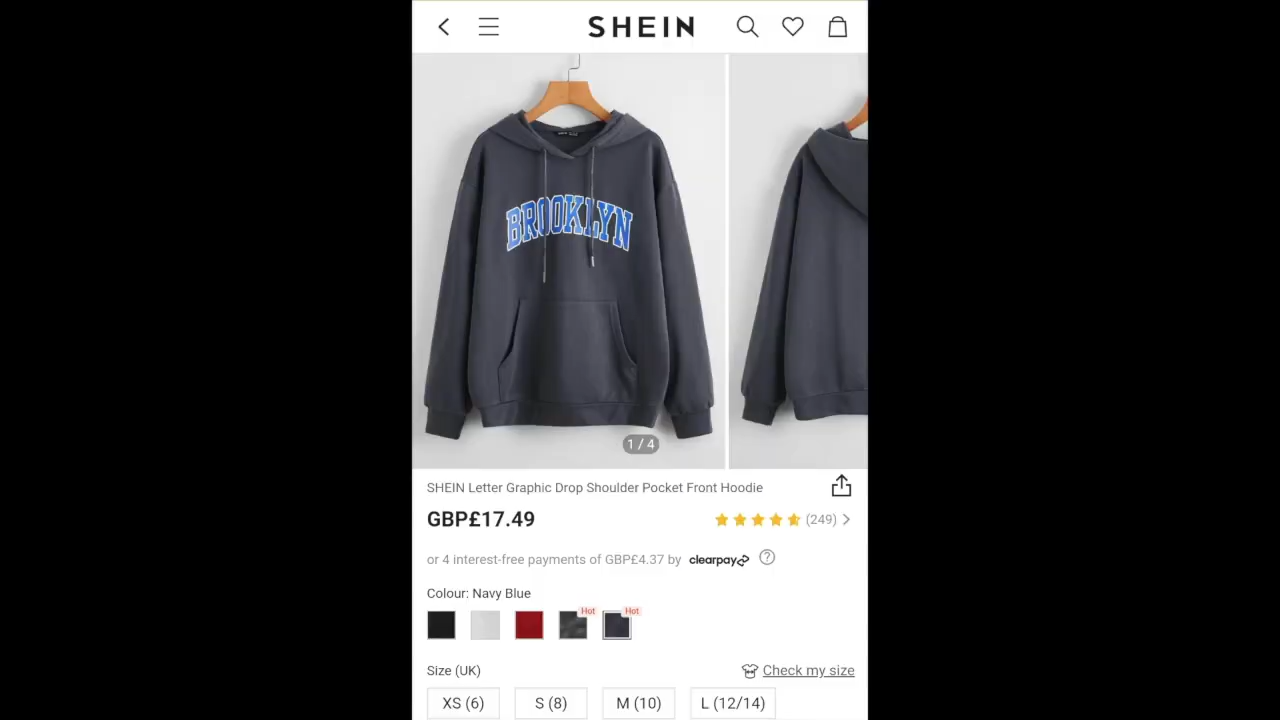 SHEIN
BROOKLYN
1 / 4
SHEIN Letter Graphic Drop Shoulder Pocket Front Hoodie
GBP£17.49
(249)
or 4 interest-free payments of GBP£4.37 by clearpay ?
Colour: Navy Blue
Hot Hot
Size (UK) Check my size
XS (6) S (8) M (10) L (12/14)